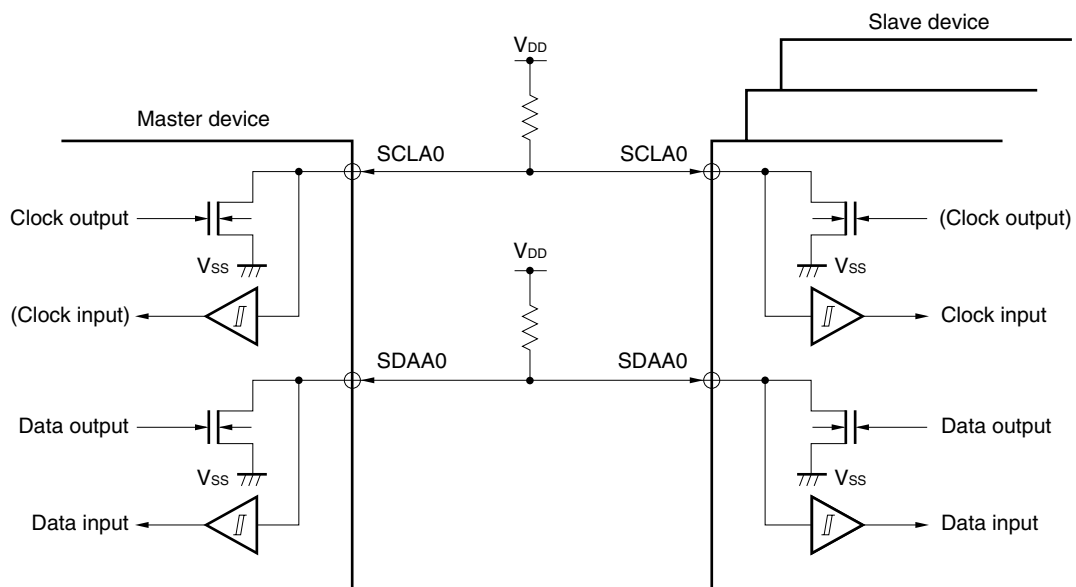 Slave device
VDD
Master device
SCLA0 SCLA0
Clock output (Clock output)
VSS VSS
VDD
(Clock input) Clock input
SDAA0 SDAA0
Data output Data output
VSS VSS
Data input Data input